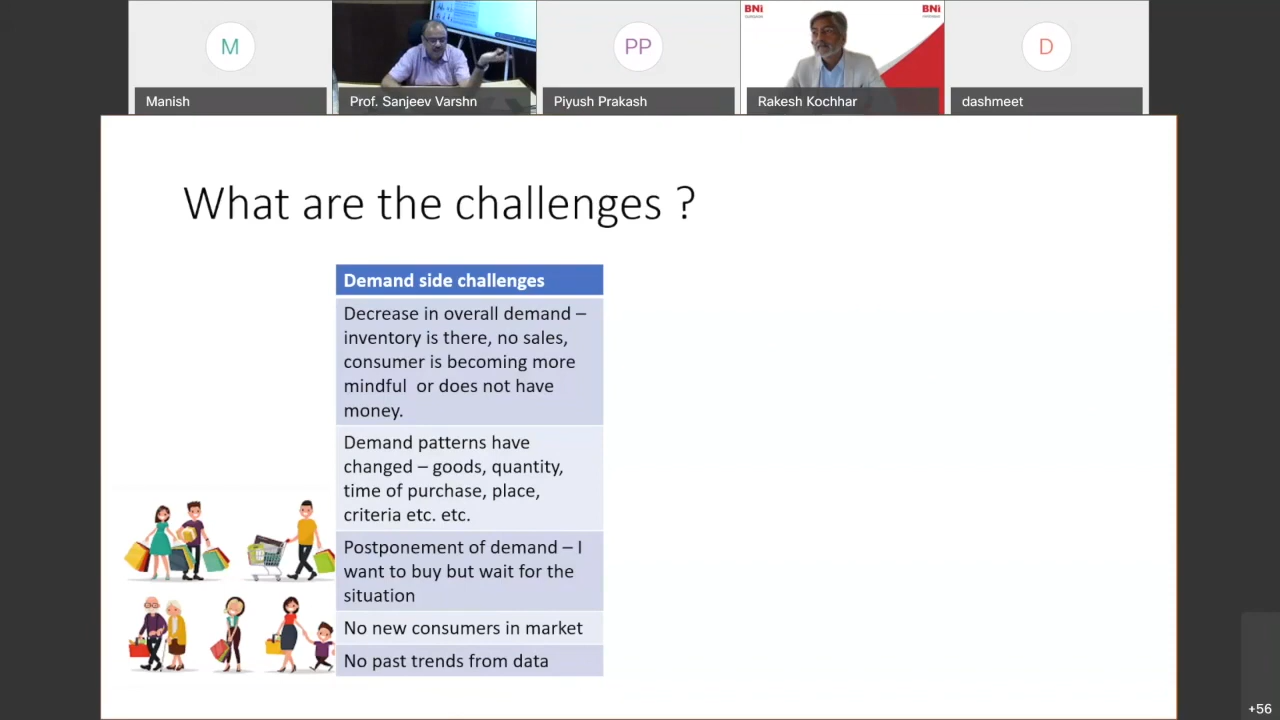 BNI
BNI
M
PP
D
Manish
Prof. Sanjeev Varshn
Piyush Prakash
Rakesh Kochhar
dashmeet
What are the challenges ?
Demand side challenges
Decrease in overall demand –
inventory is there, no sales,
consumer is becoming more
mindful or does not have
money.
Demand patterns have
changed – goods, quantity,
time of purchase, place,
criteria etc. etc.
Postponement of demand – I
want to buy but wait for the
situation
No new consumers in market
No past trends from data
+56